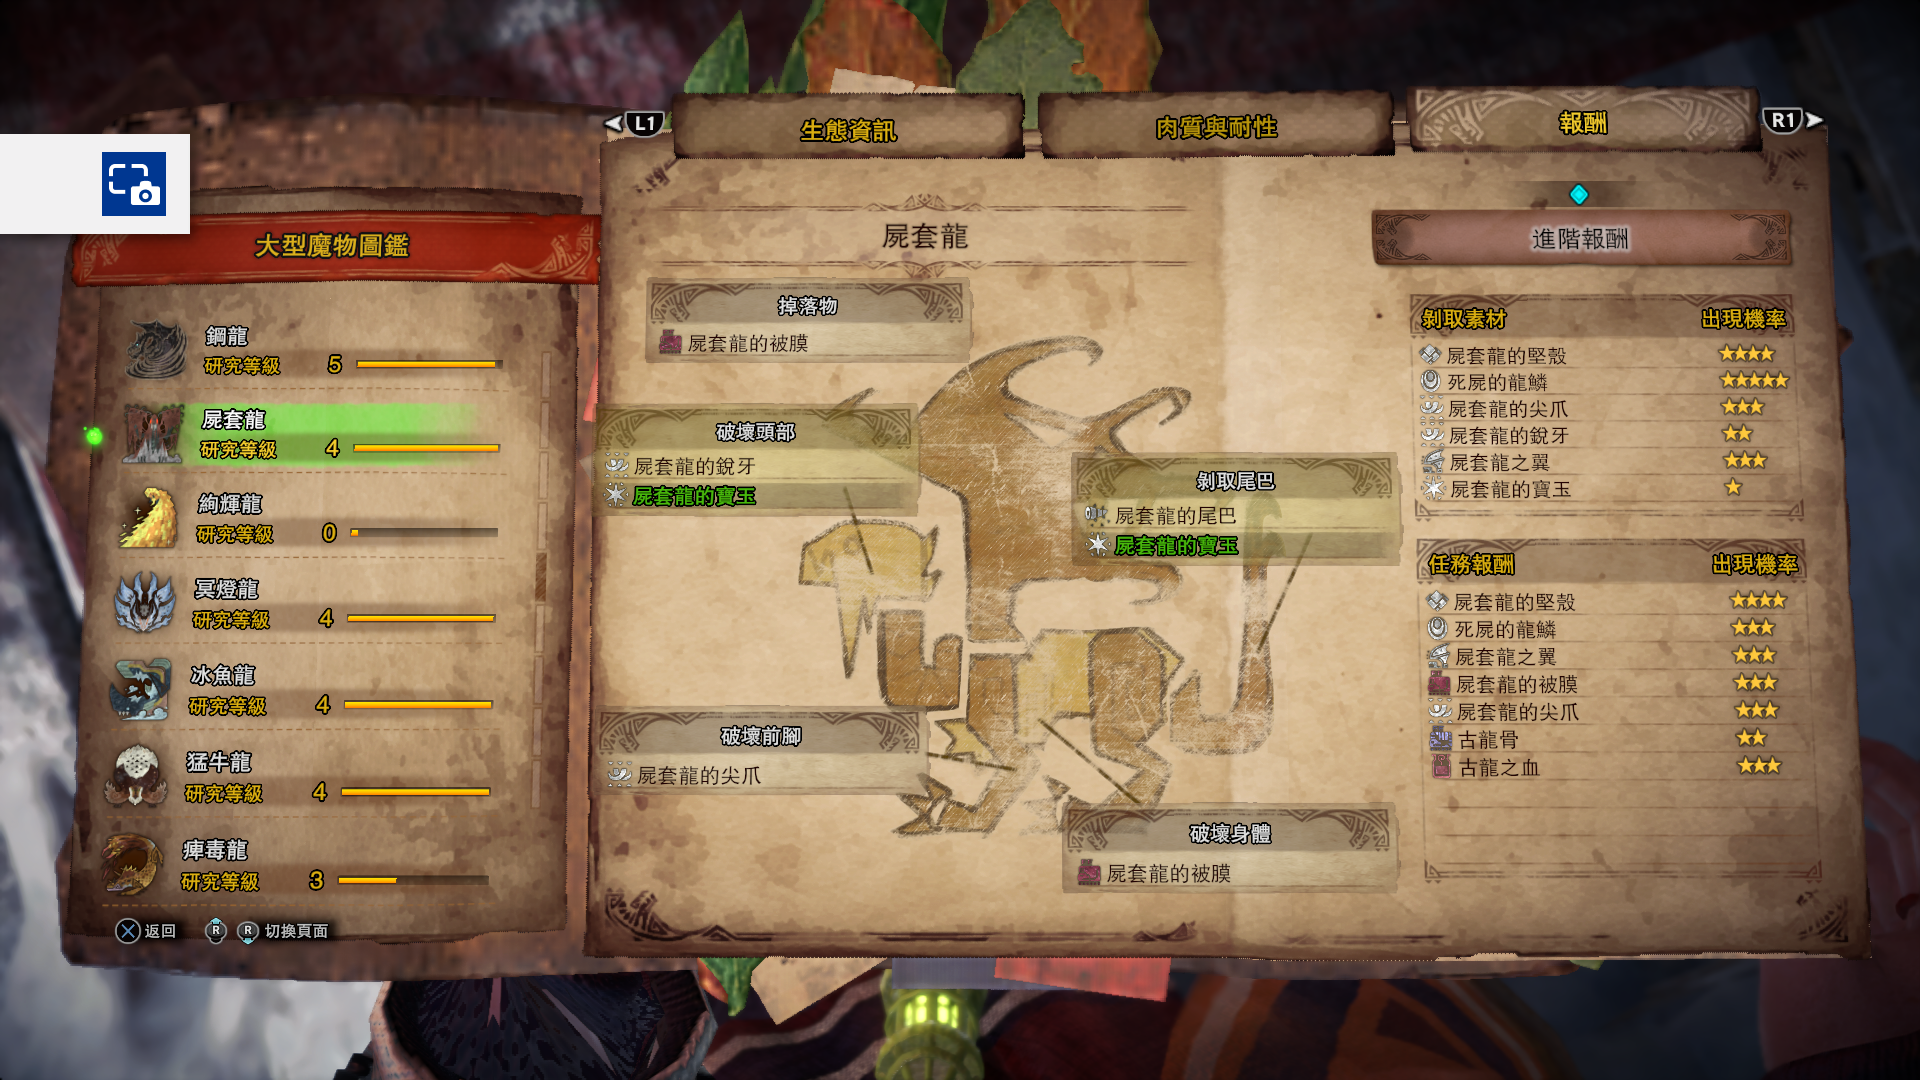 L1
生態資訊
肉質與耐性
報酬
R1
大型魔物圖鑑
鋼龍
研究等級 5
屍套龍
研究等級 4
絢輝龍
研究等級 0
冥燈龍
研究等級 4
冰魚龍
研究等級 4
猛牛龍
研究等級 4
痺毒龍
研究等級 3
返回
R
R
切換頁面
屍套龍
掉落物
屍套龍的被膜
破壞頭部
屍套龍的銳牙
屍套龍的寶玉
剝取尾巴
屍套龍的尾巴
屍套龍的寶玉
破壞前腳
屍套龍的尖爪
破壞身體
屍套龍的被膜
進階報酬
剝取素材 出現機率
屍套龍的堅殼 ★★★★
死屍的龍鱗 ★★★★★
屍套龍的尖爪 ★★★
屍套龍的銳牙 ★★
屍套龍之翼 ★★★
屍套龍的寶玉 ★
任務報酬 出現機率
屍套龍的堅殼 ★★★★
死屍的龍鱗 ★★★
屍套龍之翼 ★★★
屍套龍的被膜 ★★★
屍套龍的尖爪 ★★★
古龍骨 ★★
古龍之血 ★★★